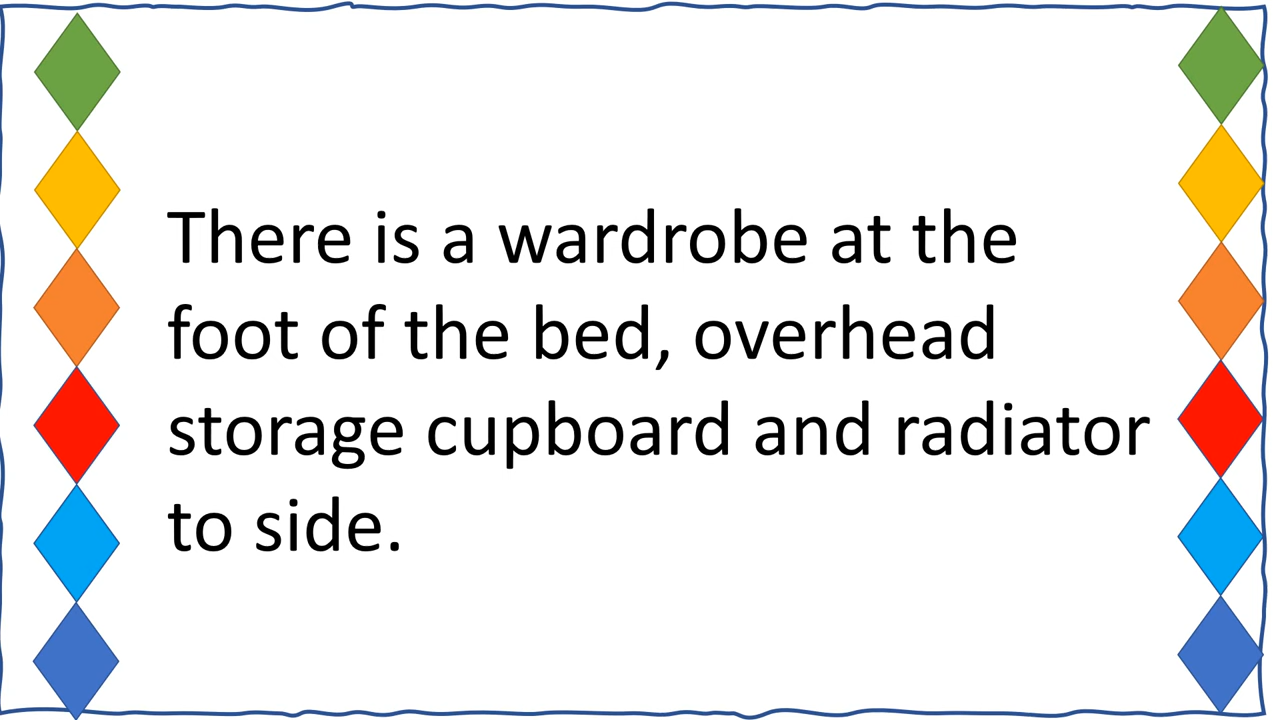 There is a wardrobe at the
foot of the bed, overhead
storage cupboard and radiator
to side.